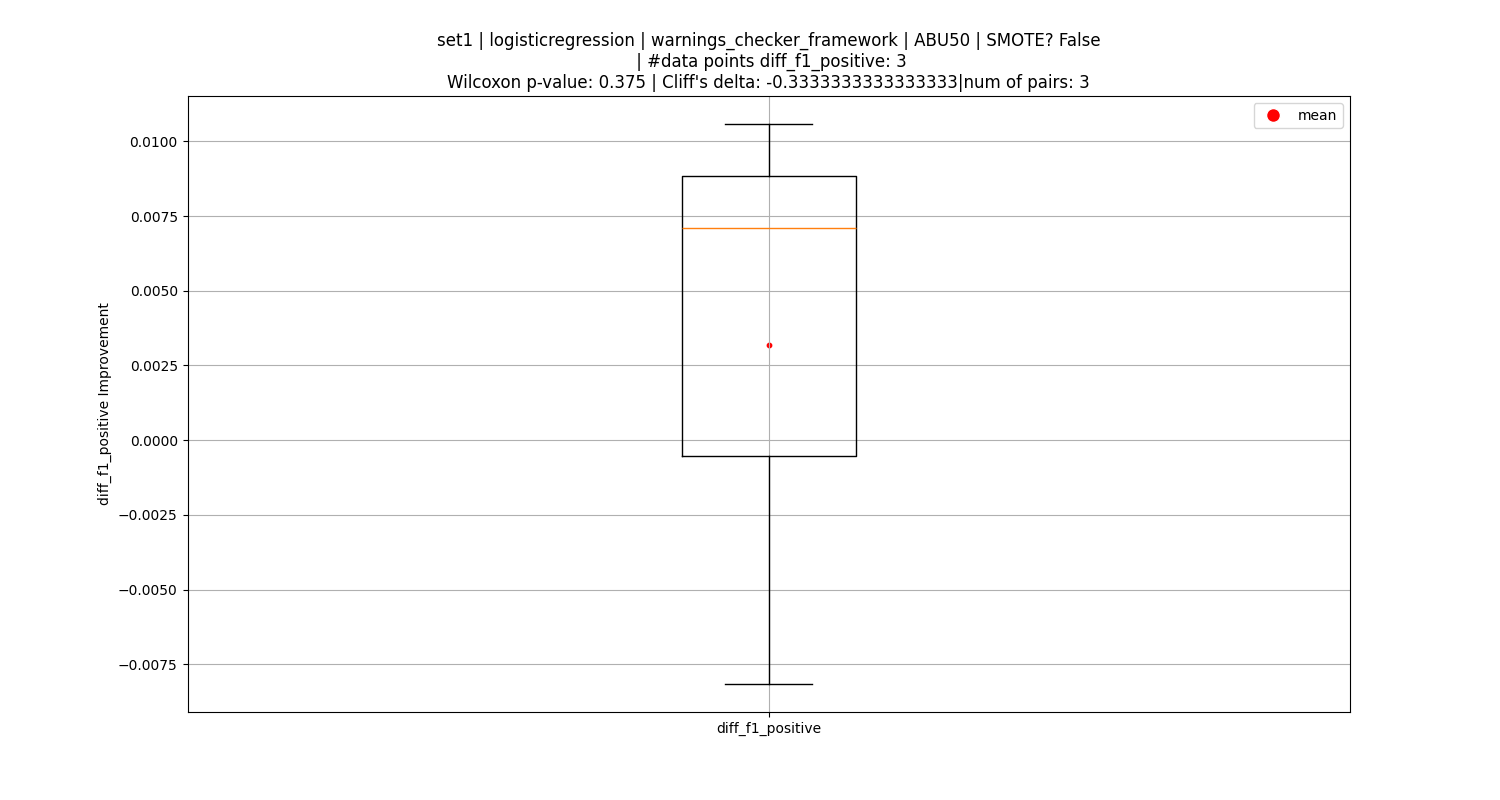 set1 | logisticregression | warnings_checker_framework | ABU50 | SMOTE? False
| #data points diff_f1_positive: 3
Wilcoxon p-value: 0.375 | Cliff's delta: -0.3333333333333333|num of pairs: 3
mean
0.0100
0.0075
0.0050
0.0025
0.0000
−0.0025
−0.0050
−0.0075
diff_f1_positive Improvement
diff_f1_positive